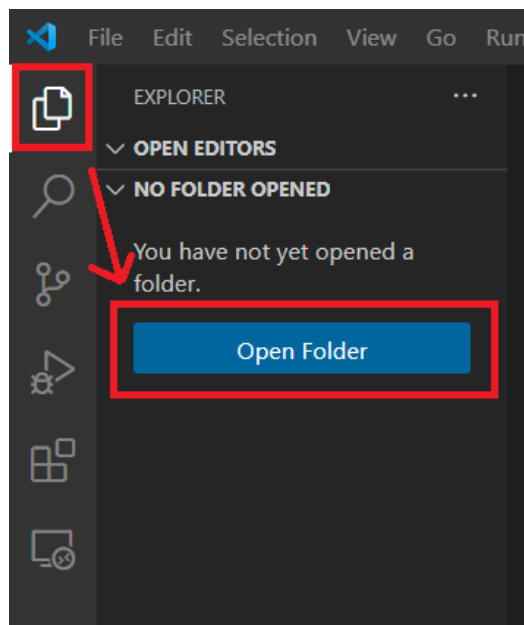 File Edit Selection View Go Run
EXPLORER
OPEN EDITORS
NO FOLDER OPENED
You have not yet opened a
folder.
Open Folder